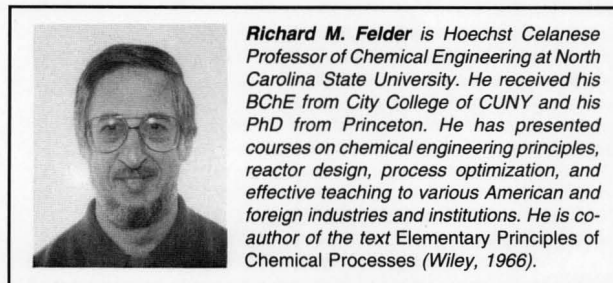 Richard M. Felder is Hoechst Celanese
Professor of Chemical Engineering at North
Carolina State University. He received his
BChE from City College of CUNY and his
PhD from Princeton. He has presented
courses on chemical engineering principles,
reactor design, process optimization, and
effective teaching to various American and
foreign industries and institutions. He is co-
author of the text Elementary Principles of
Chemical Processes (Wiley, 1966).